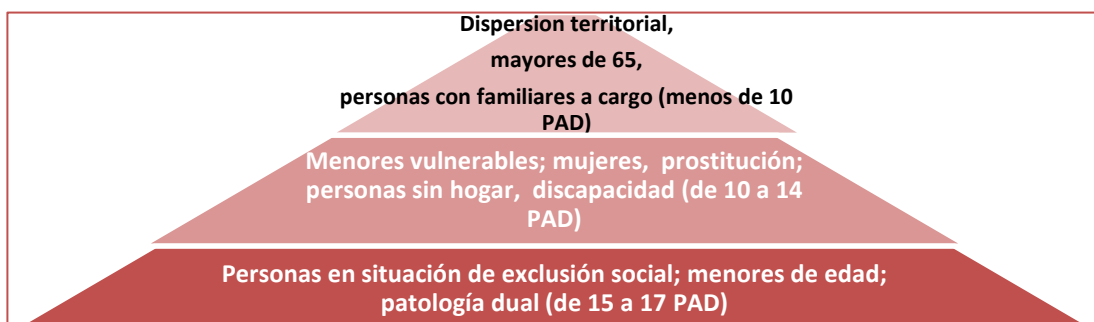 Dispersion territorial,
mayores de 65,
personas con familiares a cargo (menos de 10
PAD)
Menores vulnerables; mujeres, prostitución;
personas sin hogar, discapacidad (de 10 a 14
PAD)
Personas en situación de exclusión social; menores de edad;
patología dual (de 15 a 17 PAD)